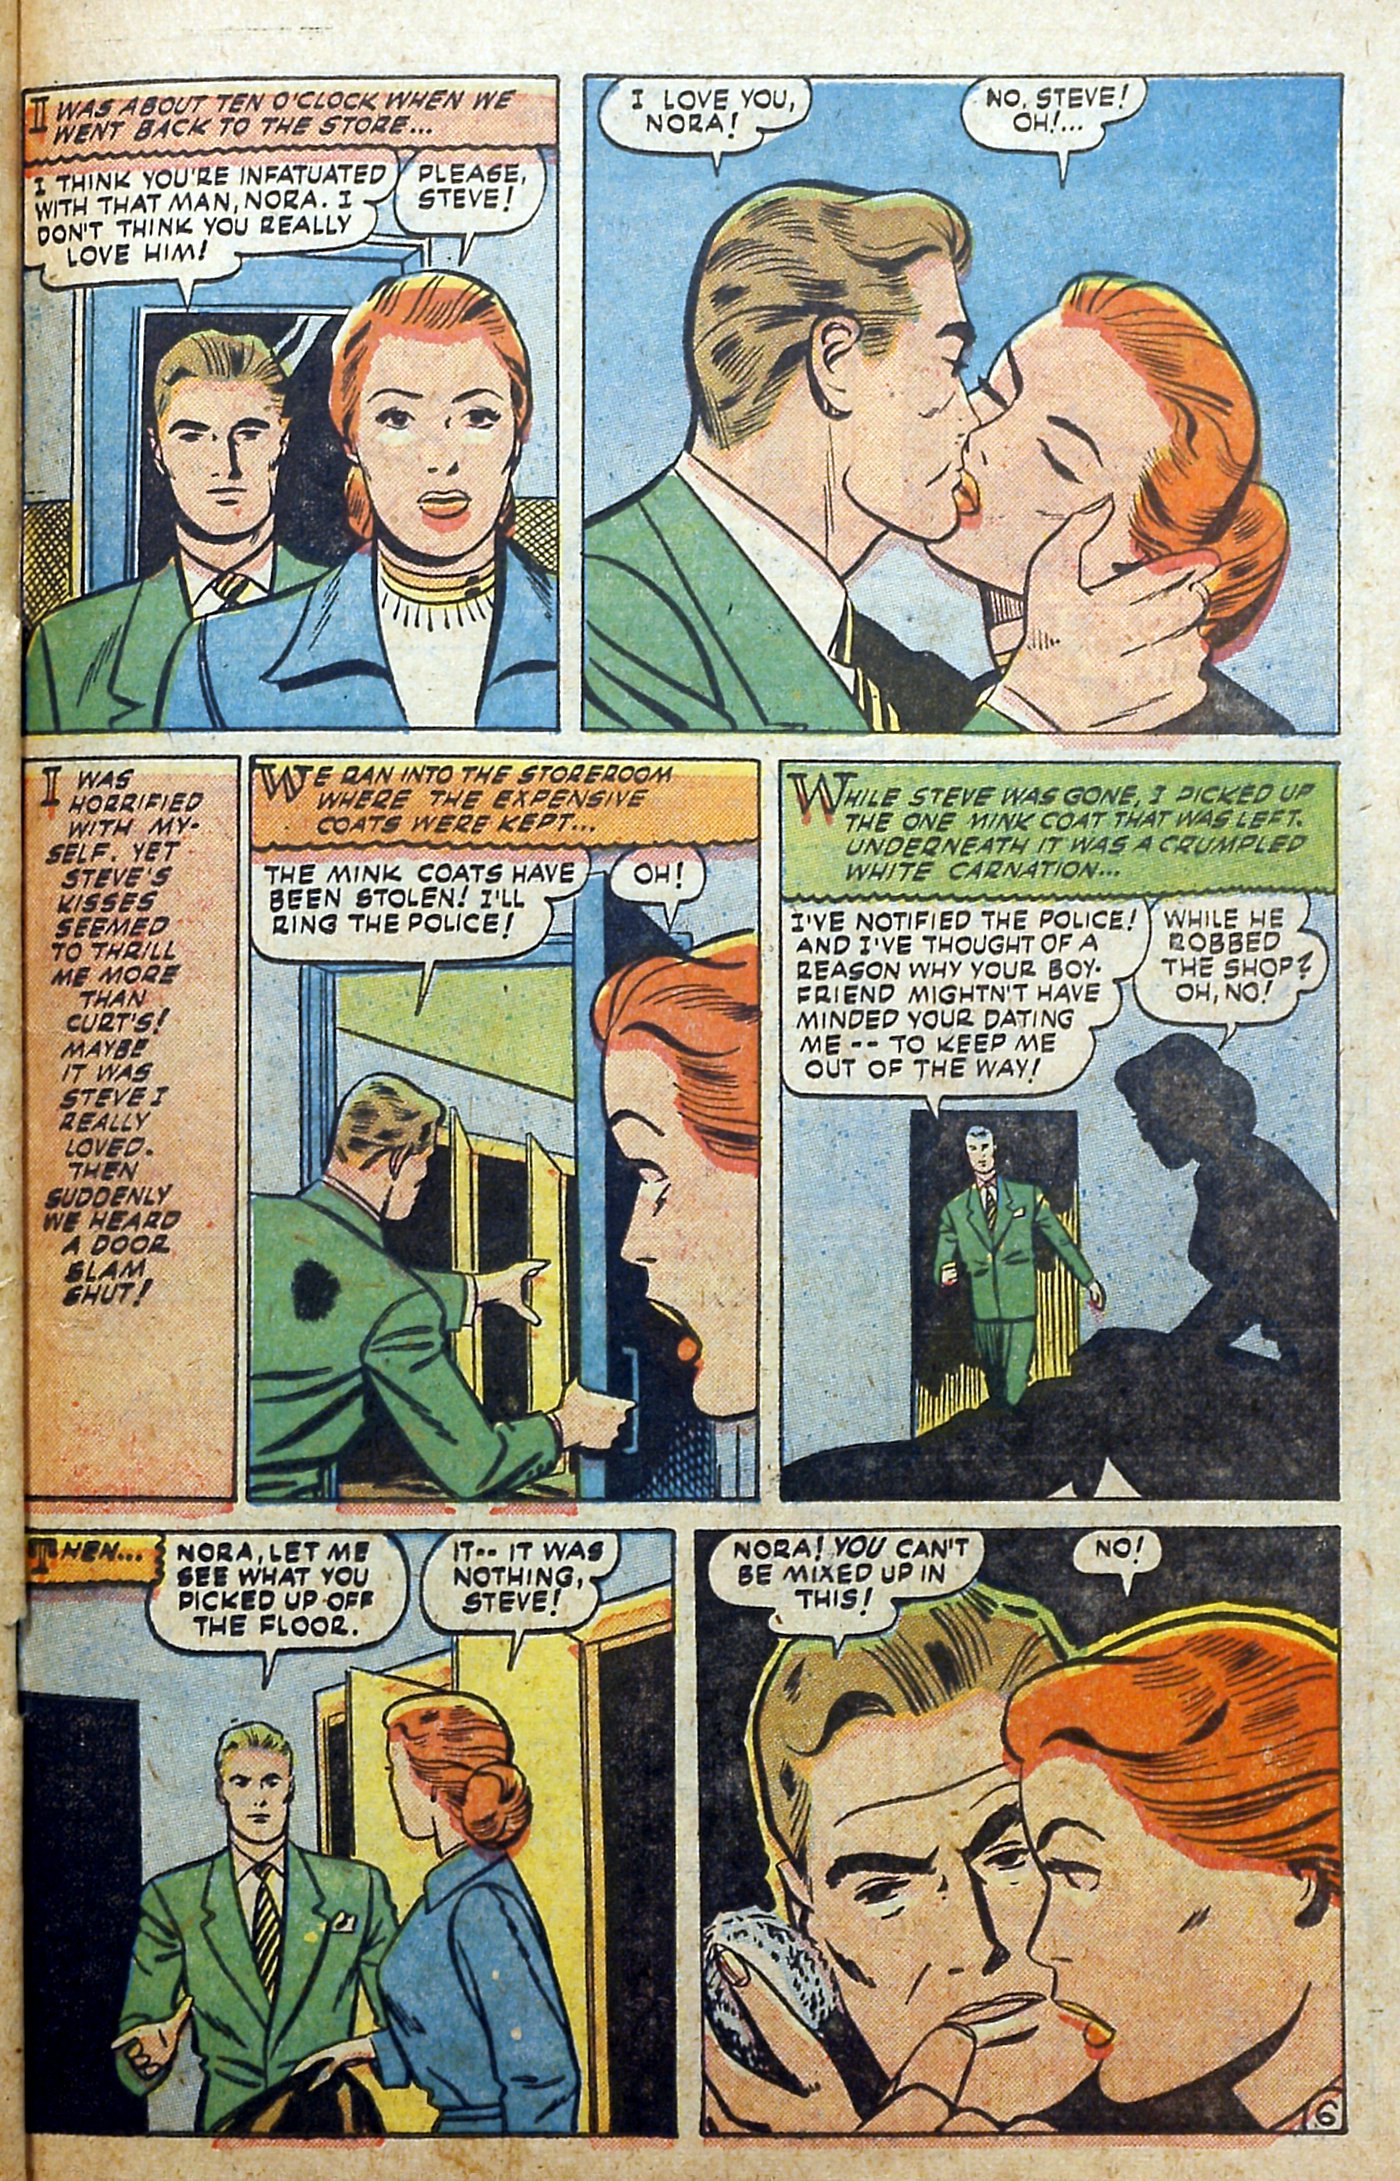 II WAS ABOUT TEN O'CLOCK WHEN WE
WENT BACK TO THE STORE...
I THINK YOU'RE INFATUATED
WITH THAT MAN, NORA. I
DON'T THINK YOU REALLY
LOVE HIM!
PLEASE,
STEVE!
I LOVE YOU,
NORA!
NO, STEVE!
OH!...
I WAS
HORRIFIED
WITH MY-
SELF. YET
STEVE'S
KISSES
SEEMED
TO THRILL
ME MORE
THAN
CURT'S!
MAYBE
IT WAS
STEVE I
REALLY
LOVED.
THEN
SUDDENLY
WE HEARD
A DOOR
SLAM
SHUT!
WE RAN INTO THE STOREROOM
WHERE THE EXPENSIVE
COATS WERE KEPT...
THE MINK COATS HAVE
BEEN STOLEN! I'LL
RING THE POLICE!
OH!
WHILE STEVE WAS GONE, I PICKED UP
THE ONE MINK COAT THAT WAS LEFT.
UNDERNEATH IT WAS A CRUMPLED
WHITE CARNATION...
I'VE NOTIFIED THE POLICE!
AND I'VE THOUGHT OF A
REASON WHY YOUR BOY-
FRIEND MIGHTN'T HAVE
MINDED YOUR DATING
ME -- TO KEEP ME
OUT OF THE WAY!
WHILE HE
ROBBED
THE SHOP?
OH, NO!
THEN...
NORA, LET ME
SEE WHAT YOU
PICKED UP OFF
THE FLOOR.
IT-- IT WAS
NOTHING,
STEVE!
NORA! YOU CAN'T
BE MIXED UP IN
THIS!
NO!
6